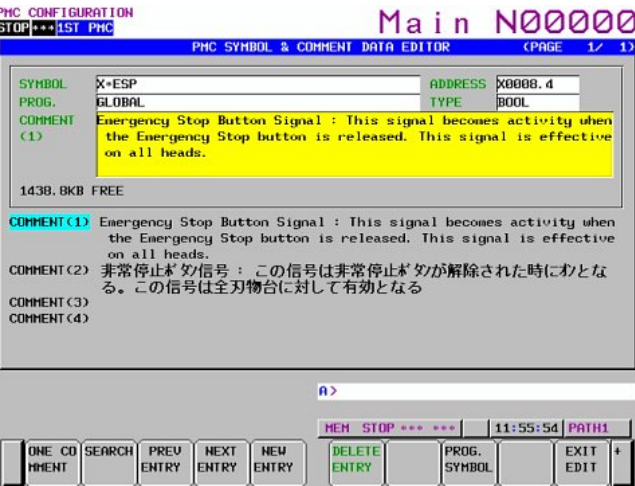 PMC CONFIGURATION
Main N00000
STOP *** 1ST PMC
PMC SYMBOL & COMMENT DATA EDITOR (PAGE 1/ 1)
SYMBOL X*ESP ADDRESS X0008.4
PROG. GLOBAL TYPE BOOL
COMMENT Emergency Stop Button Signal : This signal becomes activity when
(1) the Emergency Stop button is released. This signal is effective
on all heads.
1438.8KB FREE
COMMENT(1) Emergency Stop Button Signal : This signal becomes activity when
the Emergency Stop button is released. This signal is effective
on all heads.
COMMENT(2) 非常停止ﾎﾞﾀﾝ信号 : この信号は非常停止ﾎﾞﾀﾝが解除された時にｵﾝとな
る。この信号は全刃物台に対して有効となる
COMMENT(3)
COMMENT(4)
A>
MEM STOP *** *** 11:55:54 PATH1
ONE CO SEARCH PREV NEXT NEW DELETE PROG. EXIT +
MMENT ENTRY ENTRY ENTRY ENTRY SYMBOL EDIT